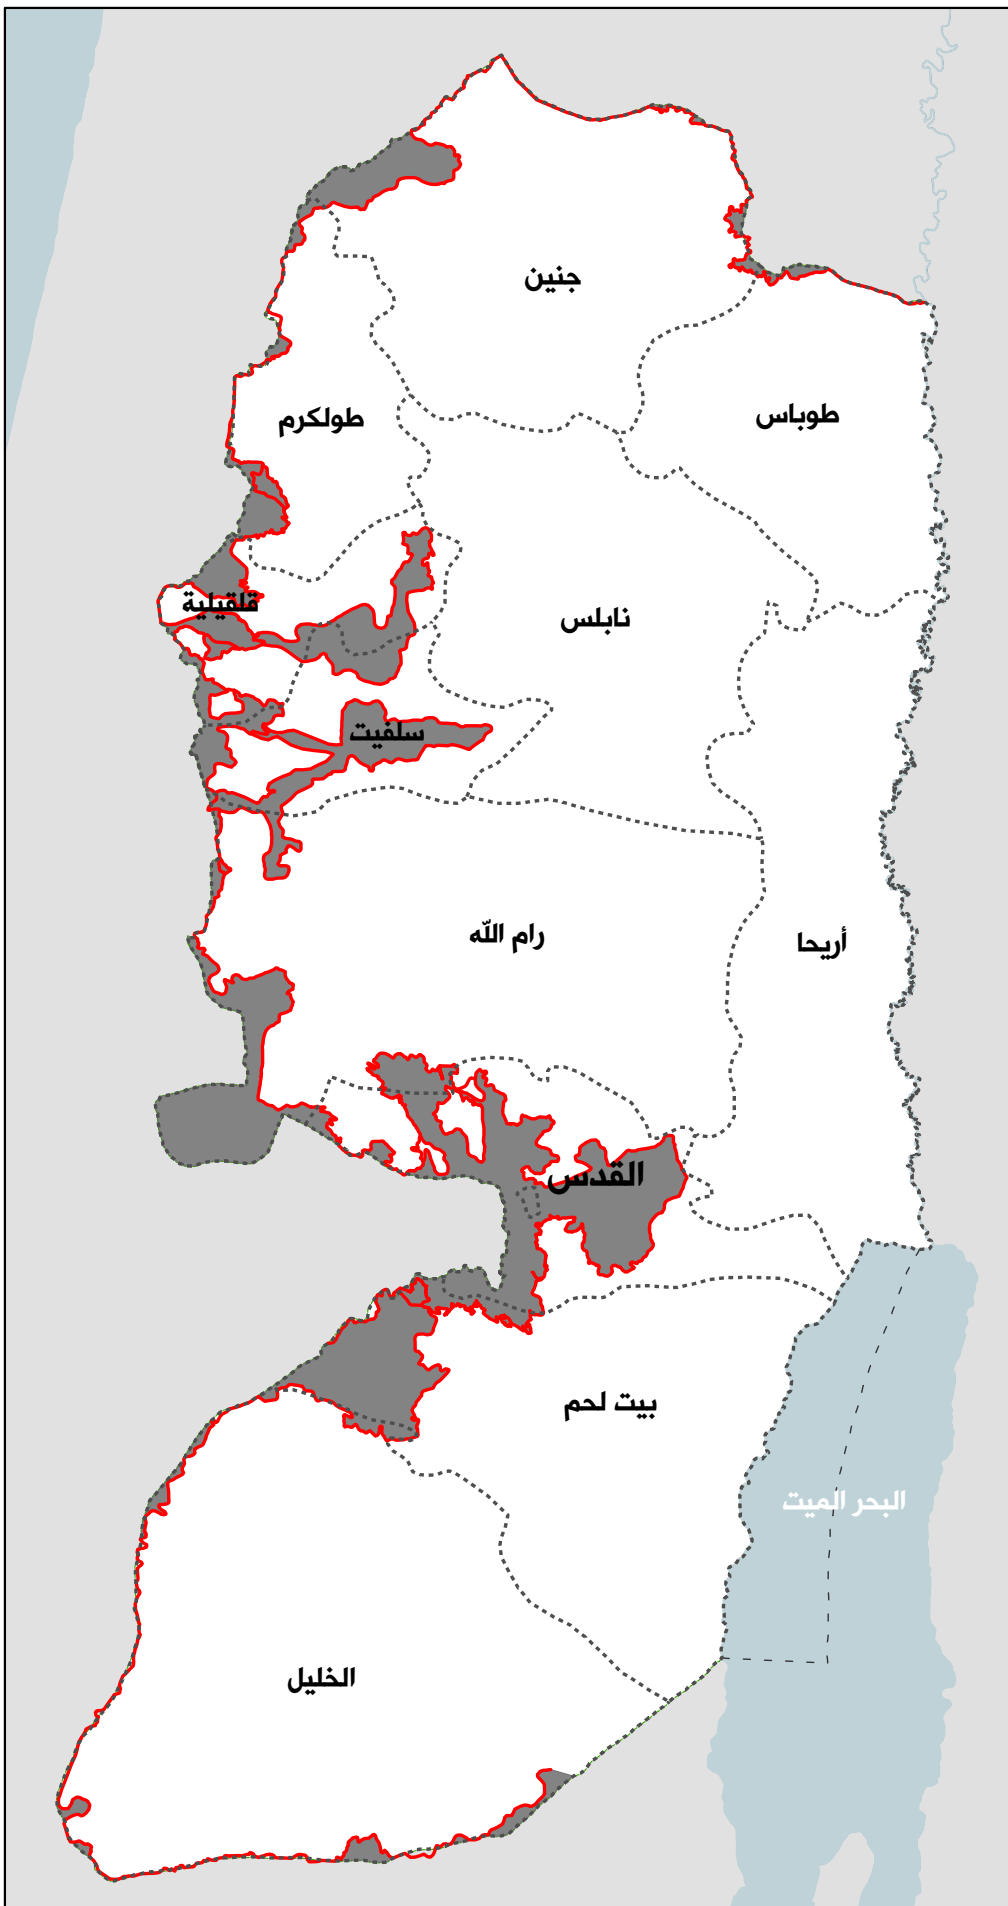 جنين
طولكرم
طوباس
قلقيلية
نابلس
سلفيت
رام الله
أريحا
القدس
بيت لحم
البحر الميت
الخليل